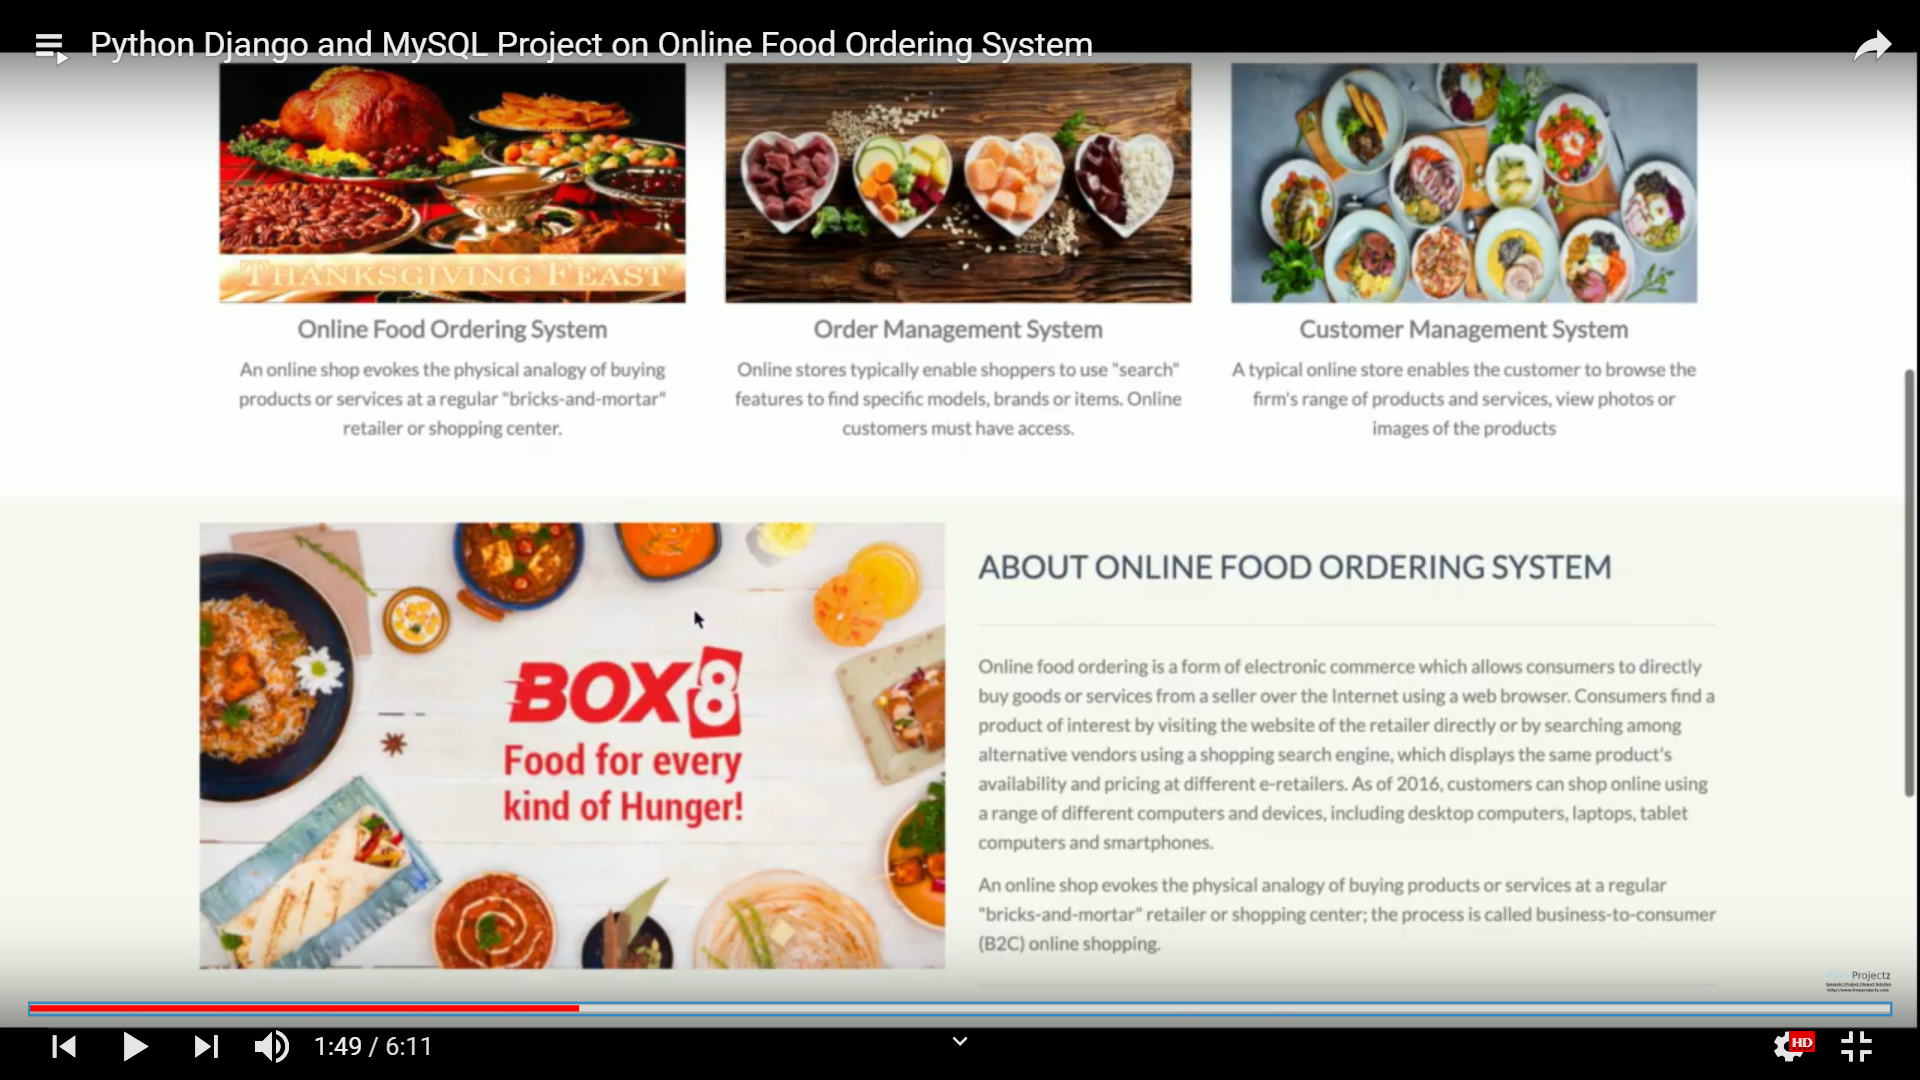 Python Django and MySQL Project on Online Food Ordering System
THANKSGIVING FEAST
Online Food Ordering System
An online shop evokes the physical analogy of buying
products or services at a regular "bricks-and-mortar"
retailer or shopping center.
Order Management System
Online stores typically enable shoppers to use "search"
features to find specific models, brands or items. Online
customers must have access.
Customer Management System
A typical online store enables the customer to browse the
firm's range of products and services, view photos or
images of the products
BOX8
Food for every
kind of Hunger!
ABOUT ONLINE FOOD ORDERING SYSTEM
Online food ordering is a form of electronic commerce which allows consumers to directly
buy goods or services from a seller over the Internet using a web browser. Consumers find a
product of interest by visiting the website of the retailer directly or by searching among
alternative vendors using a shopping search engine, which displays the same product's
availability and pricing at different e-retailers. As of 2016, customers can shop online using
a range of different computers and devices, including desktop computers, laptops, tablet
computers and smartphones.
An online shop evokes the physical analogy of buying products or services at a regular
"bricks-and-mortar" retailer or shopping center; the process is called business-to-consumer
(B2C) online shopping.
Projectz
1:49 / 6:11
HD